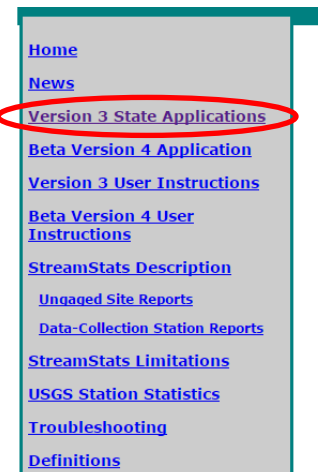 Home
News
Version 3 State Applications
Beta Version 4 Application
Version 3 User Instructions
Beta Version 4 User
Instructions
StreamStats Description
Ungaged Site Reports
Data-Collection Station Reports
StreamStats Limitations
USGS Station Statistics
Troubleshooting
Definitions